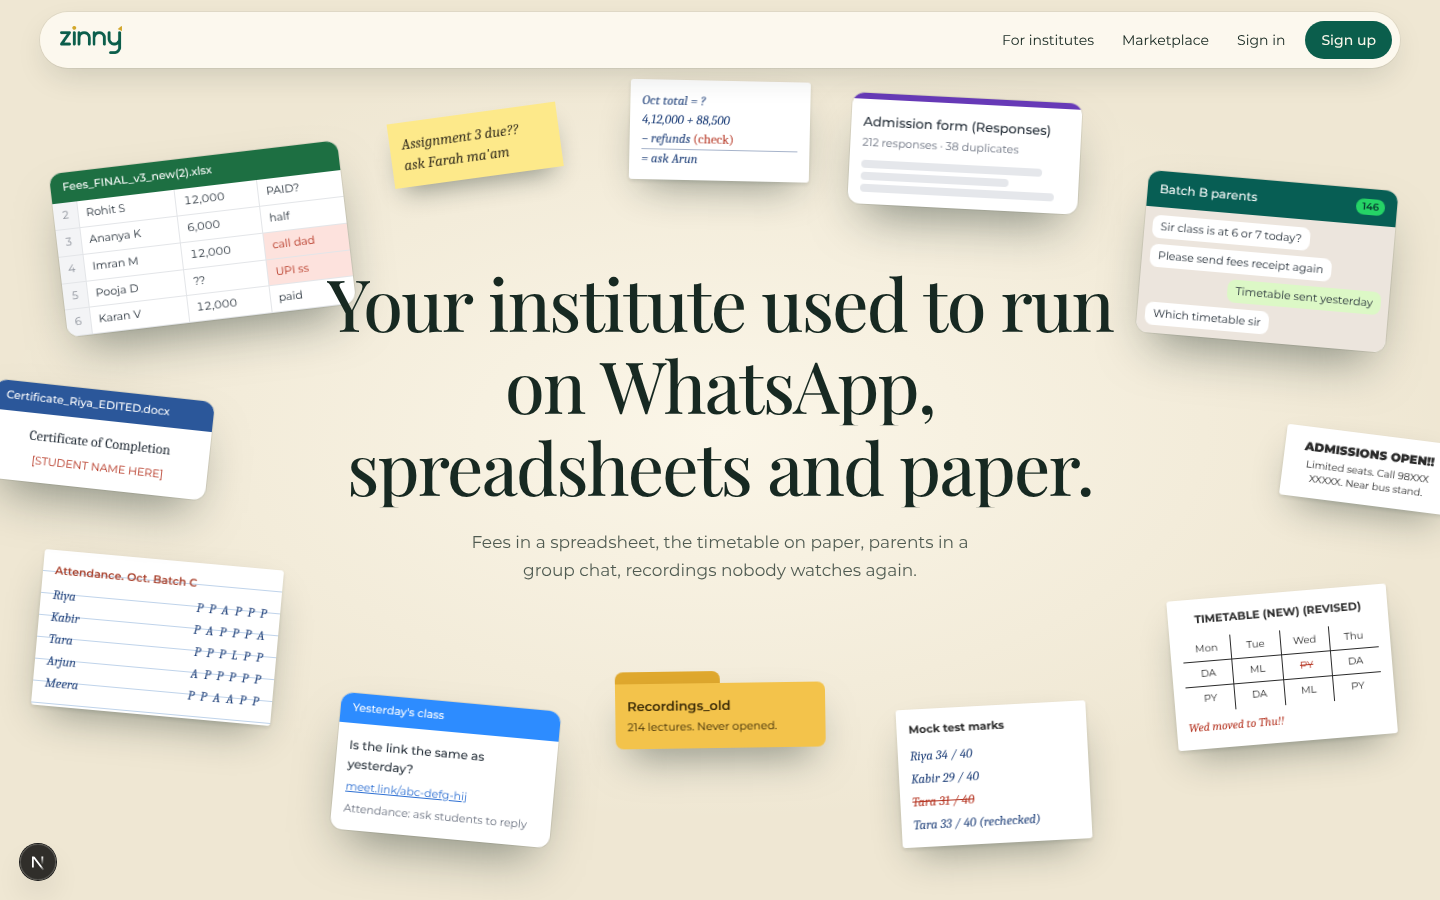 zinny
For institutes
Marketplace
Sign in
Sign up
Fees_FINAL_v3_new(2).xlsx
2 Rohit S 12,000 PAID?
3 Ananya K 6,000 half
4 Imran M 12,000 call dad
5 Pooja D ?? UPI ss
6 Karan V 12,000 paid
Assignment 3 due??
ask Farah ma'am
Oct total = ?
4,12,000 + 88,500
– refunds (check)
= ask Arun
Admission form (Responses)
212 responses · 38 duplicates
Batch B parents 146
Sir class is at 6 or 7 today?
Please send fees receipt again
Timetable sent yesterday
Which timetable sir
Your institute used to run
on WhatsApp,
spreadsheets and paper.
Fees in a spreadsheet, the timetable on paper, parents in a
group chat, recordings nobody watches again.
Certificate_Riya_EDITED.docx
Certificate of Completion
[STUDENT NAME HERE]
ADMISSIONS OPEN!!
Limited seats. Call 98XXX
XXXXX. Near bus stand.
Attendance. Oct. Batch C
Riya P P A P P P
Kabir P A P P P A
Tara P P P L P P
Arjun A P P P P P
Meera P P A A P P
Yesterday's class
Is the link the same as
yesterday?
meet.link/abc-defg-hij
Attendance: ask students to reply
Recordings_old
214 lectures. Never opened.
Mock test marks
Riya 34 / 40
Kabir 29 / 40
Tara 31 / 40
Tara 33 / 40 (rechecked)
TIMETABLE (NEW) (REVISED)
Mon Tue Wed Thu
DA ML PY DA
PY DA ML PY
Wed moved to Thu!!
N